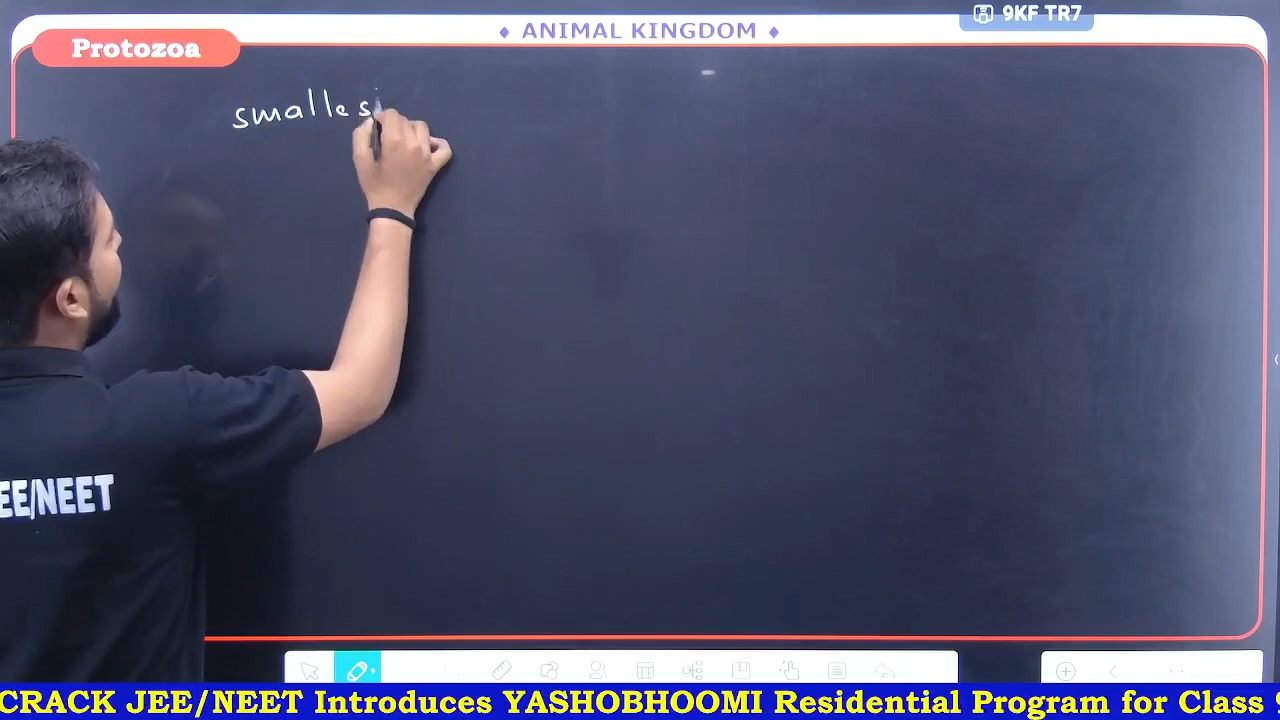 9KF TR7
♦ ANIMAL KINGDOM ♦
Protozoa
smalles
EE/NEET
CRACK JEE/NEET Introduces YASHOBHOOMI Residential Program for Class